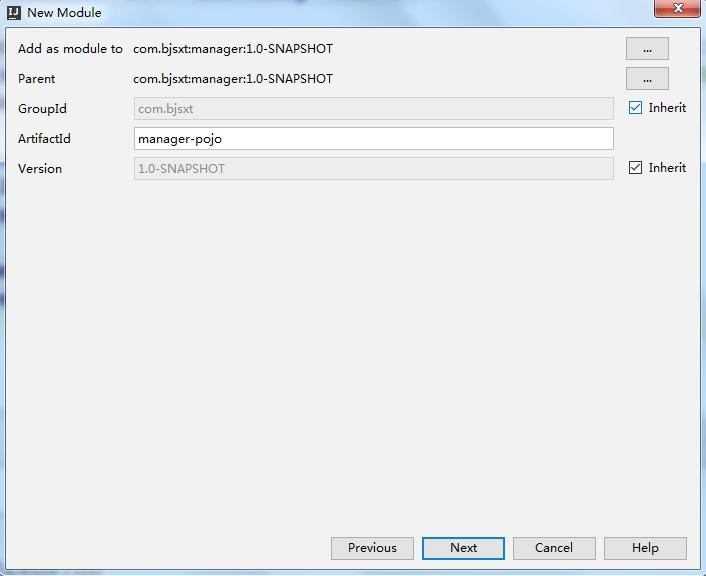 New Module
Add as module to com.bjsxt:manager:1.0-SNAPSHOT ...
Parent com.bjsxt:manager:1.0-SNAPSHOT ...
GroupId com.bjsxt Inherit
ArtifactId manager-pojo
Version 1.0-SNAPSHOT Inherit
Previous Next Cancel Help